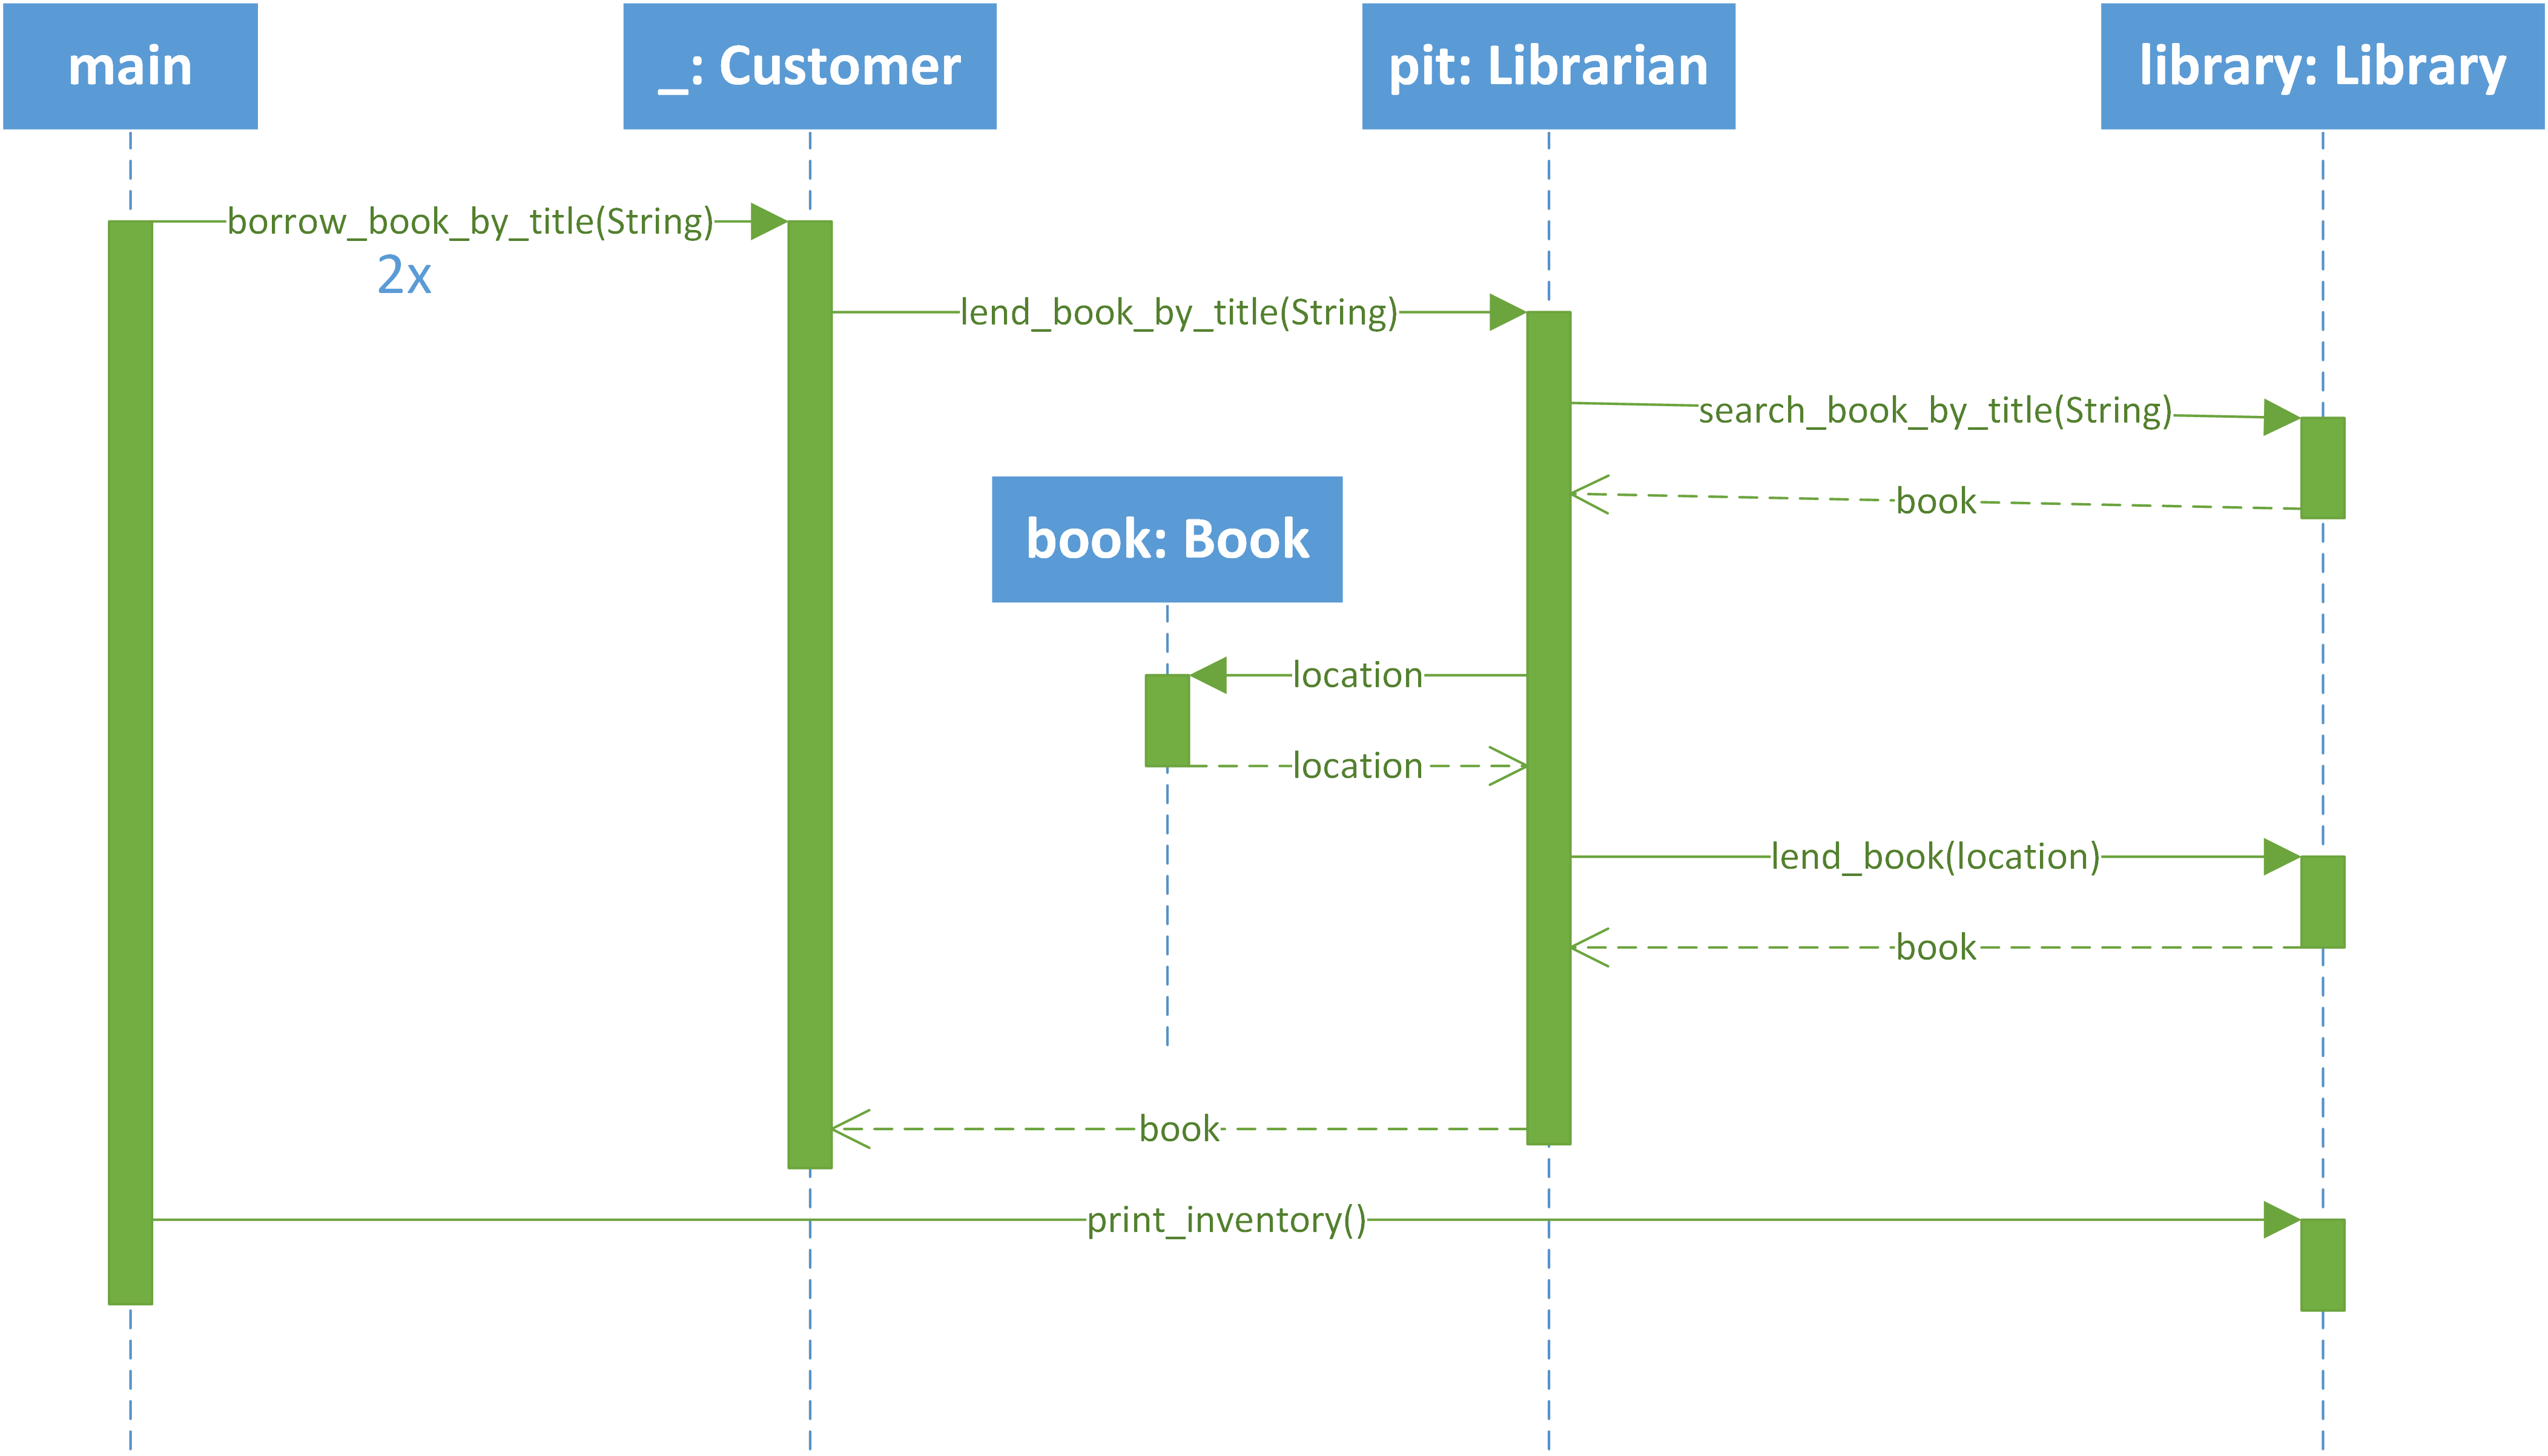 main
_: Customer
pit: Librarian
library: Library
borrow_book_by_title(String)
2x
lend_book_by_title(String)
search_book_by_title(String)
book
book: Book
location
location
lend_book(location)
book
book
print_inventory()